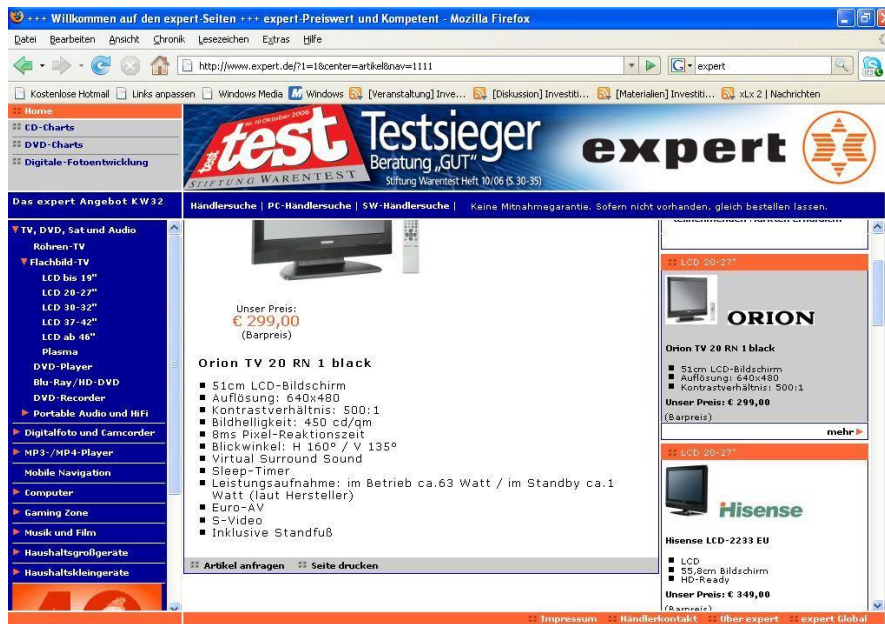 +++ Willkommen auf den expert-Seiten +++ expert-Preiswert und Kompetent - Mozilla Firefox
Datei Bearbeiten Ansicht Chronik Lesezeichen Extras Hilfe
http://www.expert.de/?1=1&center=artikel&nav=1111
G expert
Kostenlose Hotmail Links anpassen Windows Media Windows [Veranstaltung] Inve... [Diskussion] Investiti... [Materialien] Investiti... xLx 2 | Nachrichten
Home
CD-Charts
DVD-Charts
Digitale-Fotoentwicklung
Nr. 10 Oktober 2006
test
test
STIFTUNG WARENTEST
Testsieger
Beratung „GUT"
Stiftung Warentest Heft 10/06 (S. 30-35)
expert
Das expert Angebot KW32
Händlersuche | PC-Händlersuche | SW-Händlersuche | Keine Mitnahmegarantie. Sofern nicht vorhanden, gleich bestellen lassen.
TV, DVD, Sat und Audio
Röhren-TV
Flachbild-TV
LCD bis 19"
LCD 20-27"
LCD 30-32"
LCD 37-42"
LCD ab 46"
Plasma
DVD-Player
Blu-Ray/HD-DVD
DVD-Recorder
Portable Audio und HiFi
Digitalfoto und Camcorder
MP3-/MP4-Player
Mobile Navigation
Computer
Gaming Zone
Musik und Film
Haushaltsgroßgeräte
Haushaltskleingeräte
Unser Preis:
€ 299,00
(Barpreis)
Orion TV 20 RN 1 black
51cm LCD-Bildschirm
Auflösung: 640x480
Kontrastverhältnis: 500:1
Bildhelligkeit: 450 cd/qm
8ms Pixel-Reaktionszeit
Blickwinkel: H 160° / V 135°
Virtual Surround Sound
Sleep-Timer
Leistungsaufnahme: im Betrieb ca.63 Watt / im Standby ca.1
Watt (laut Hersteller)
Euro-AV
S-Video
Inklusive Standfuß
Artikel anfragen Seite drucken
LCD 20-27"
ORION
Orion TV 20 RN 1 black
51cm LCD-Bildschirm
Auflösung: 640x480
Kontrastverhältnis: 500:1
Unser Preis: € 299,00
(Barpreis)
mehr
LCD 20-27"
Hisense
Hisense LCD-2233 EU
LCD
55,8cm Bildschirm
HD-Ready
Unser Preis: € 349,00
(Barpreis)
Impressum Händlerkontakt Über expert expert Global